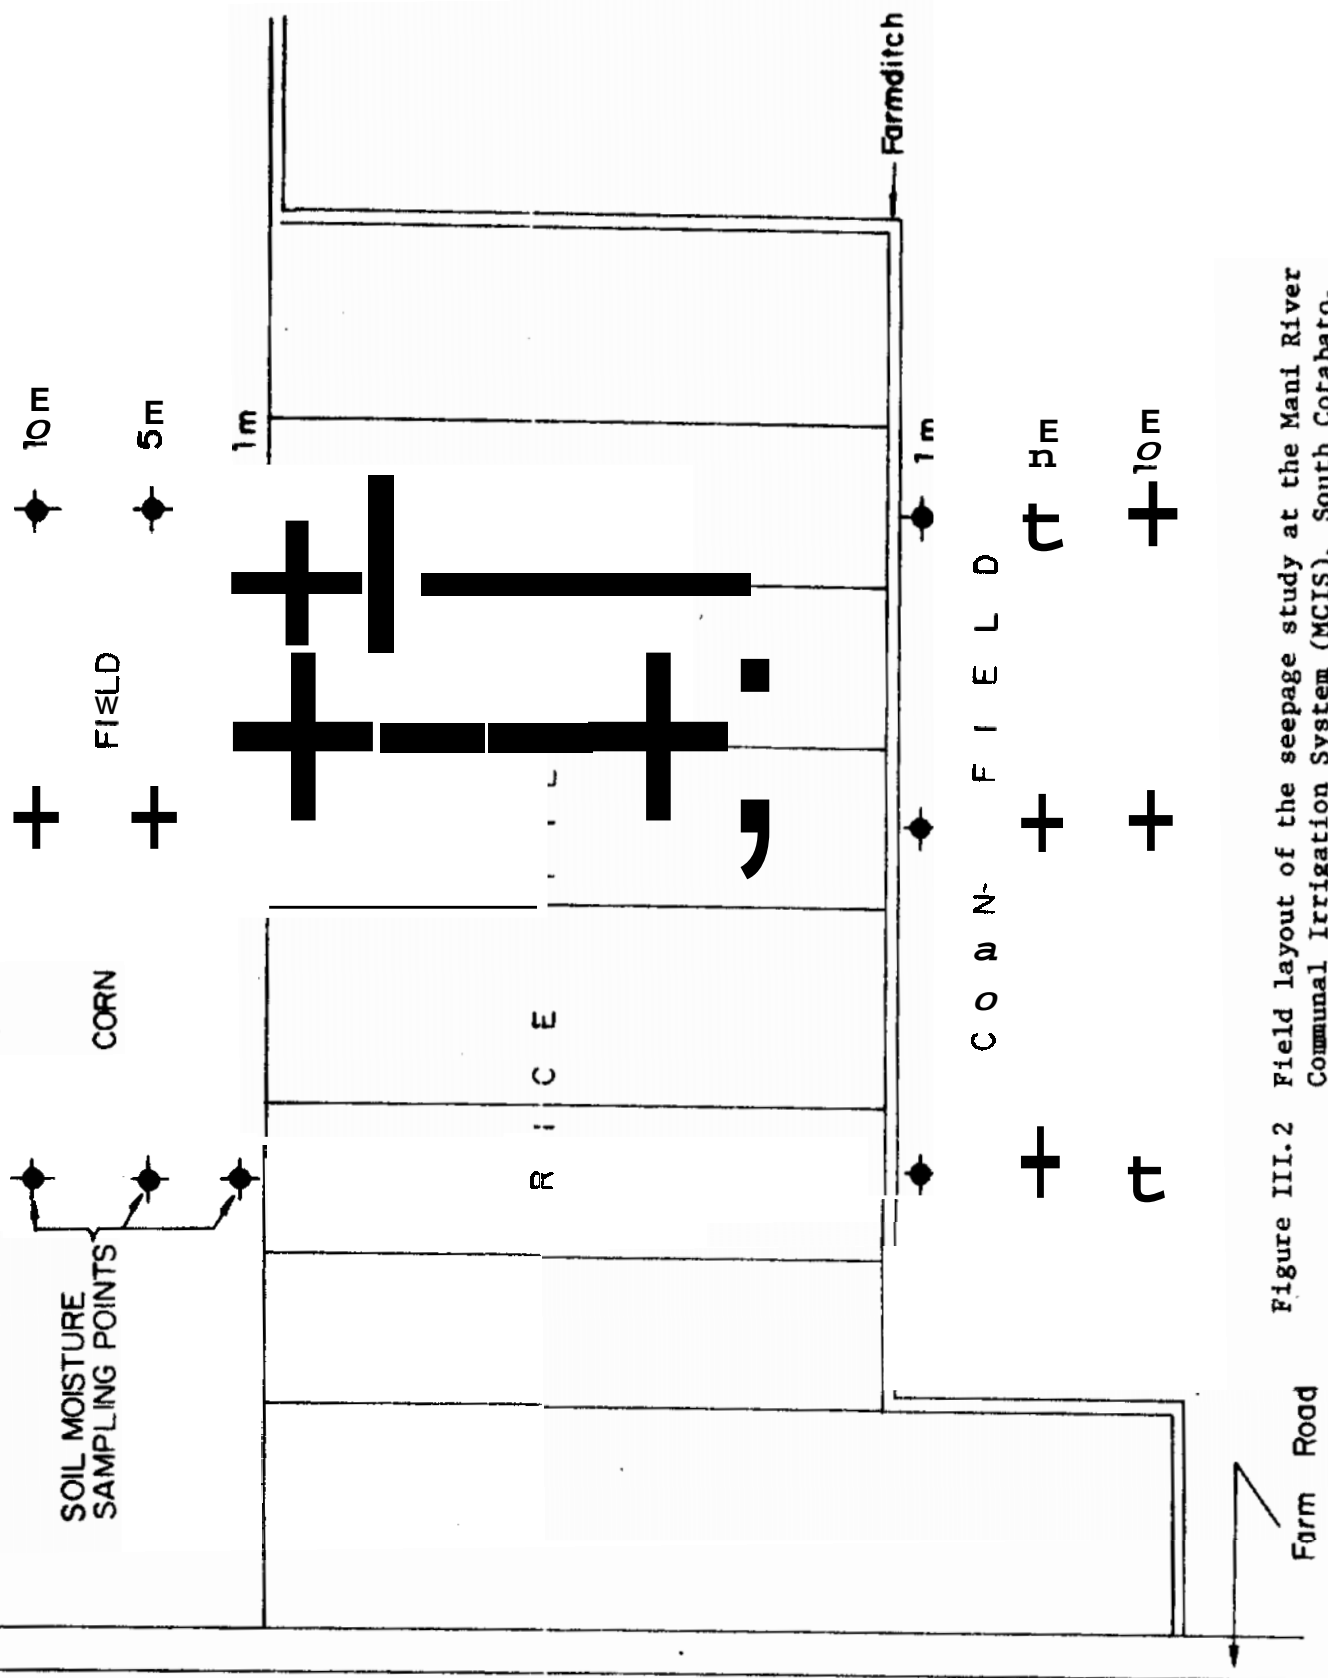 10m
5m
1m
FIELD
CORN
SOIL MOISTURE
SAMPLING POINTS
RICE
Farmditch
1m
5m
10m
FIELD
Farm Road
Figure III.2 Field layout of the seepage study at the Mani River
Communal Irrigation System (MCIS), South Cotabato.